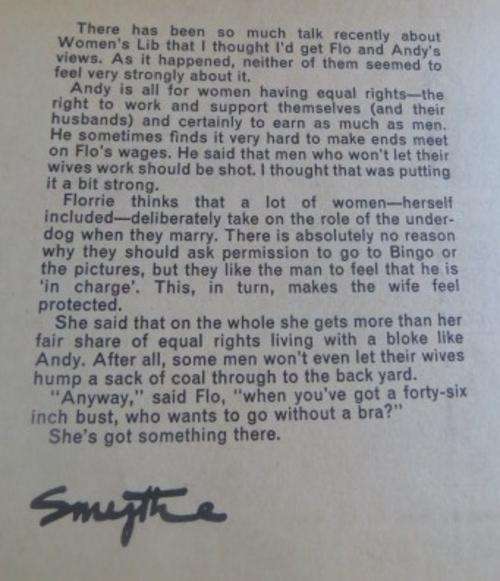 There has been so much talk recently about
Women's Lib that I thought I'd get Flo and Andy's
views. As it happened, neither of them seemed to
feel very strongly about it.
Andy is all for women having equal rights—the
right to work and support themselves (and their
husbands) and certainly to earn as much as men.
He sometimes finds it very hard to make ends meet
on Flo's wages. He said that men who won't let their
wives work should be shot. I thought that was putting
it a bit strong.
Florrie thinks that a lot of women—herself
included—deliberately take on the role of the under-
dog when they marry. There is absolutely no reason
why they should ask permission to go to Bingo or
the pictures, but they like the man to feel that he is
'in charge'. This, in turn, makes the wife feel
protected.
She said that on the whole she gets more than her
fair share of equal rights living with a bloke like
Andy. After all, some men won't even let their wives
hump a sack of coal through to the back yard.
"Anyway," said Flo, "when you've got a forty-six
inch bust, who wants to go without a bra?"
She's got something there.
Smythe